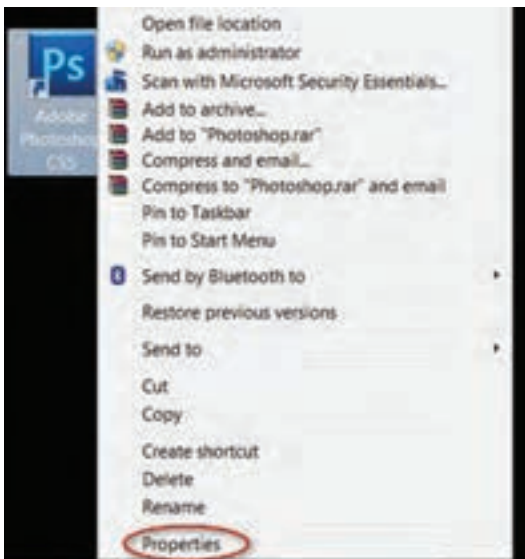 Ps
Adobe
Photoshop
CS5
Open file location
Run as administrator
Scan with Microsoft Security Essentials...
Add to archive...
Add to "Photoshop.rar"
Compress and email...
Compress to "Photoshop.rar" and email
Pin to Taskbar
Pin to Start Menu
Send by Bluetooth to
Restore previous versions
Send to
Cut
Copy
Create shortcut
Delete
Rename
Properties